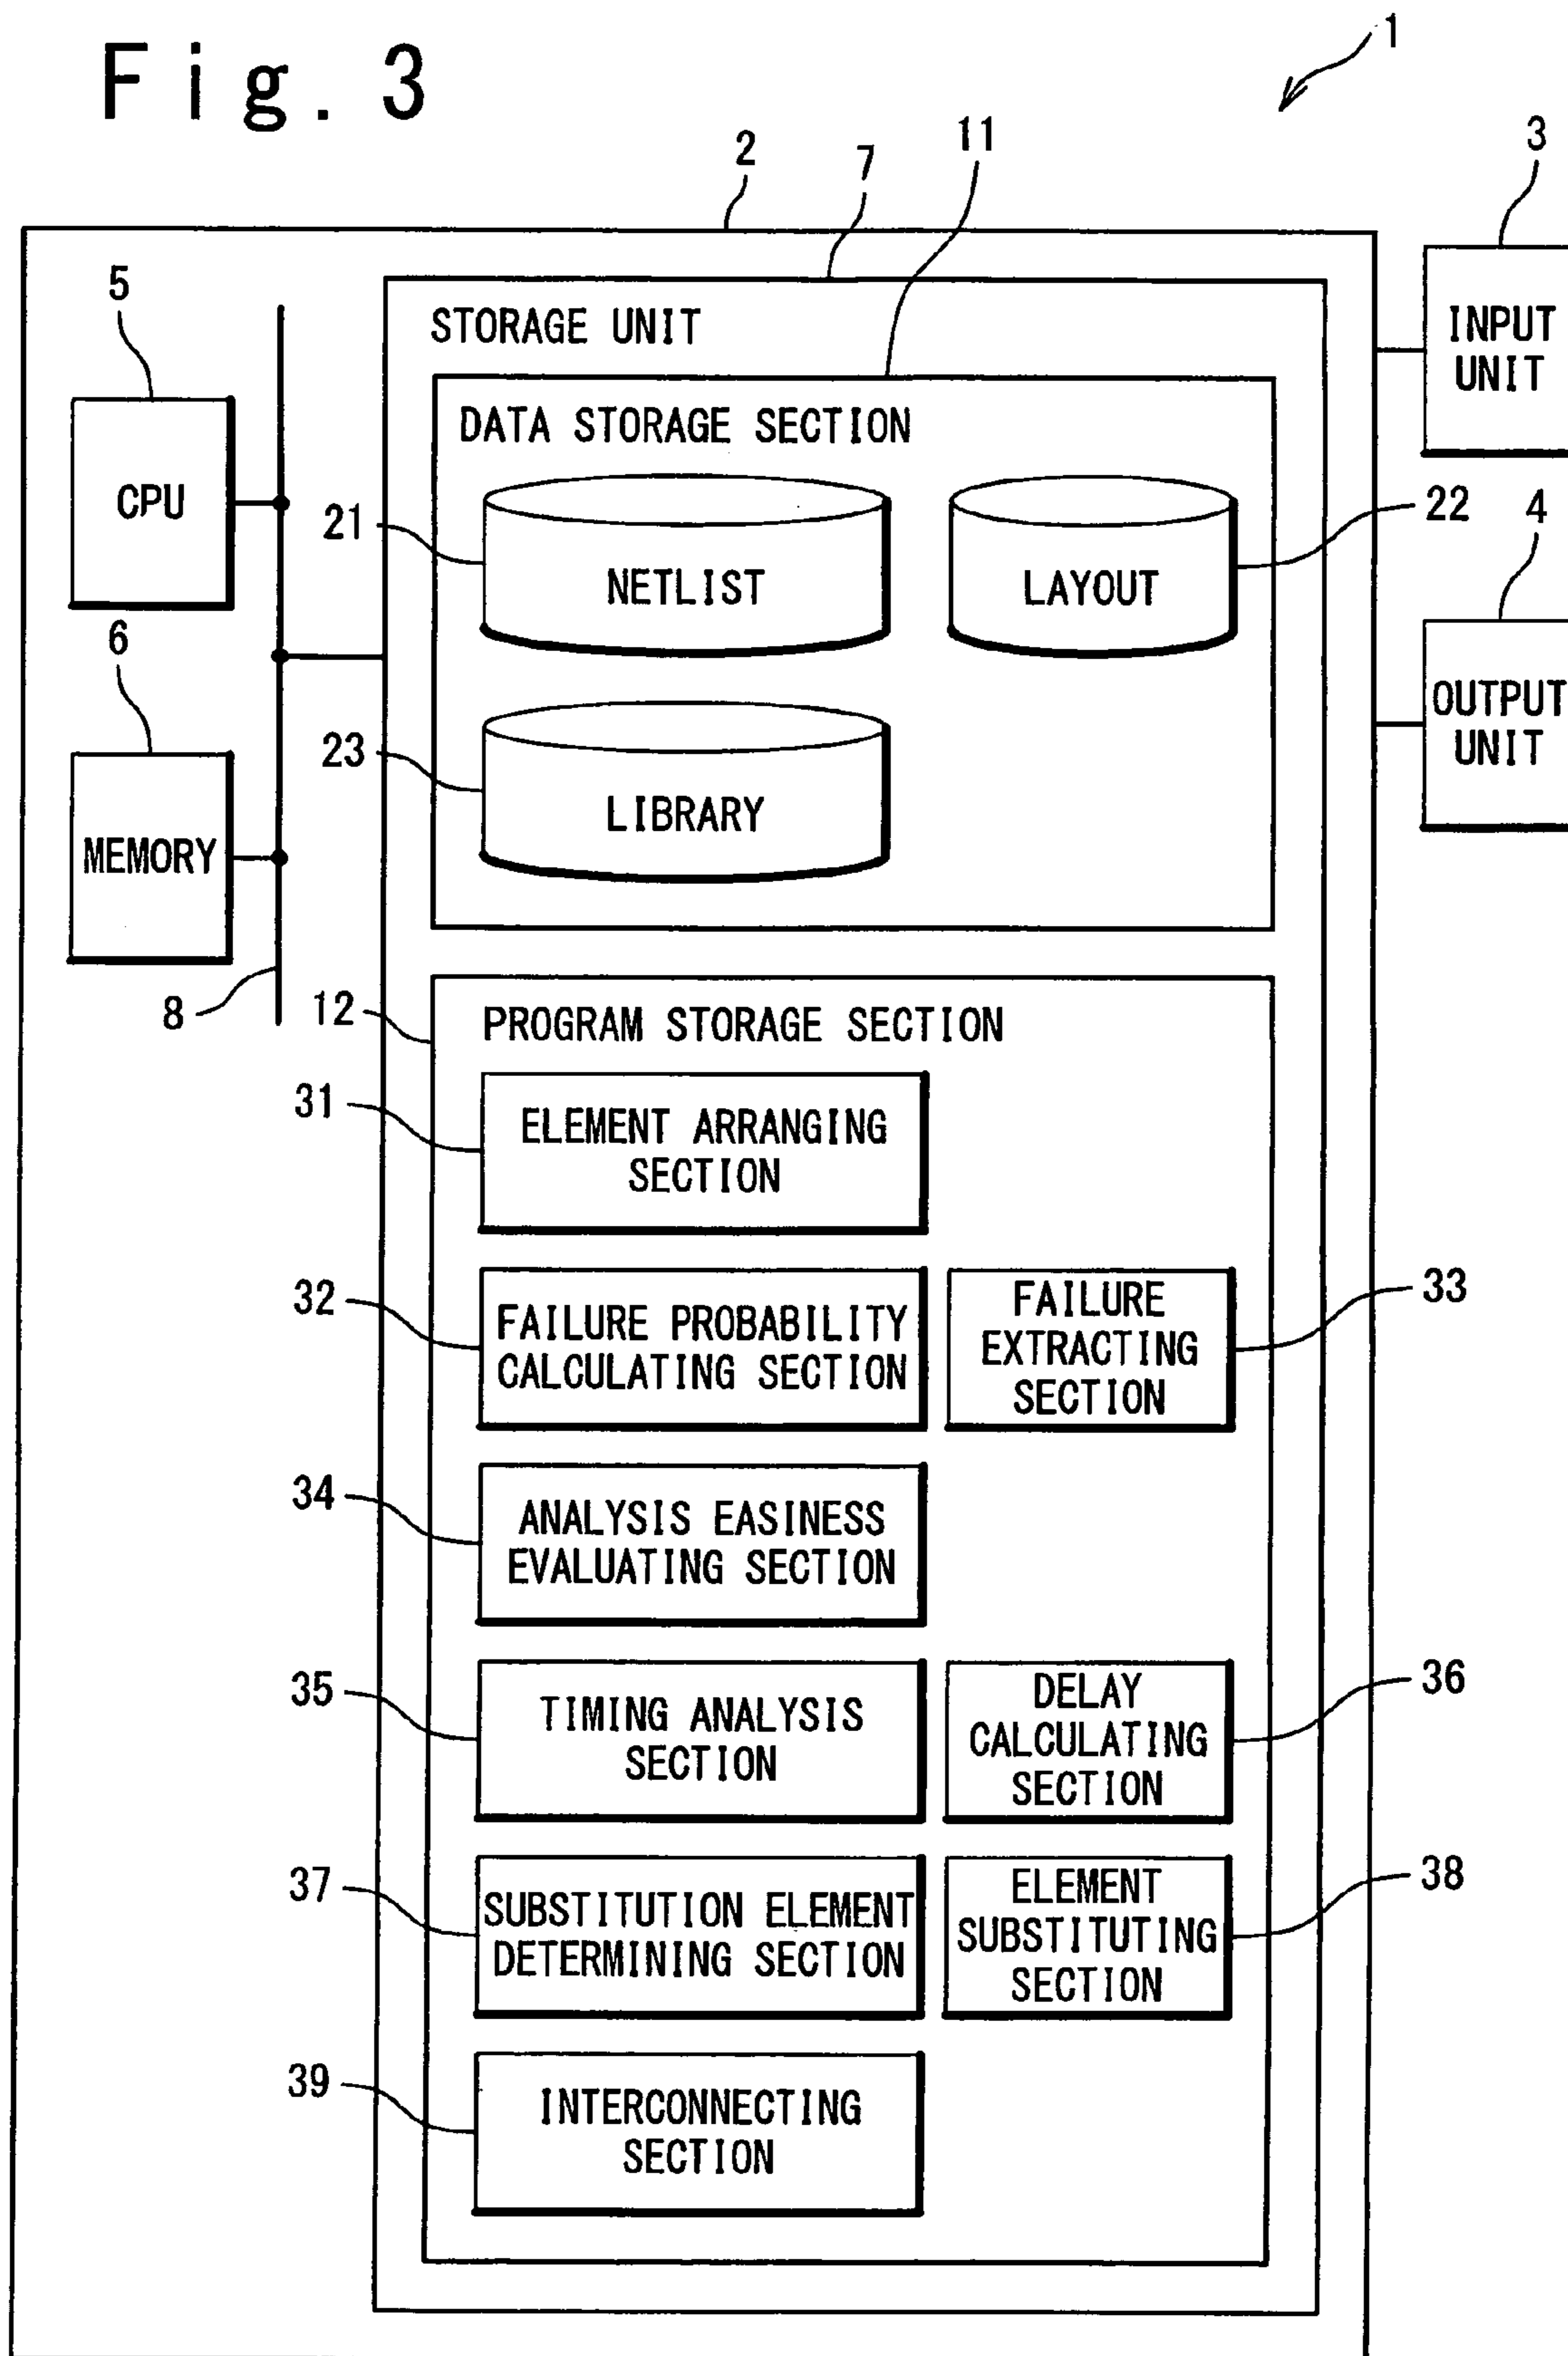 Fig. 3
1
2
7
11
3
5
STORAGE UNIT
INPUT
UNIT
DATA STORAGE SECTION
CPU
21
NETLIST
LAYOUT
22
4
6
OUTPUT
UNIT
23
LIBRARY
MEMORY
8
12
PROGRAM STORAGE SECTION
31
ELEMENT ARRANGING
SECTION
32
FAILURE PROBABILITY
CALCULATING SECTION
FAILURE
EXTRACTING
SECTION
33
34
ANALYSIS EASINESS
EVALUATING SECTION
35
TIMING ANALYSIS
SECTION
DELAY
CALCULATING
SECTION
36
37
SUBSTITUTION ELEMENT
DETERMINING SECTION
ELEMENT
SUBSTITUTING
SECTION
38
39
INTERCONNECTING
SECTION